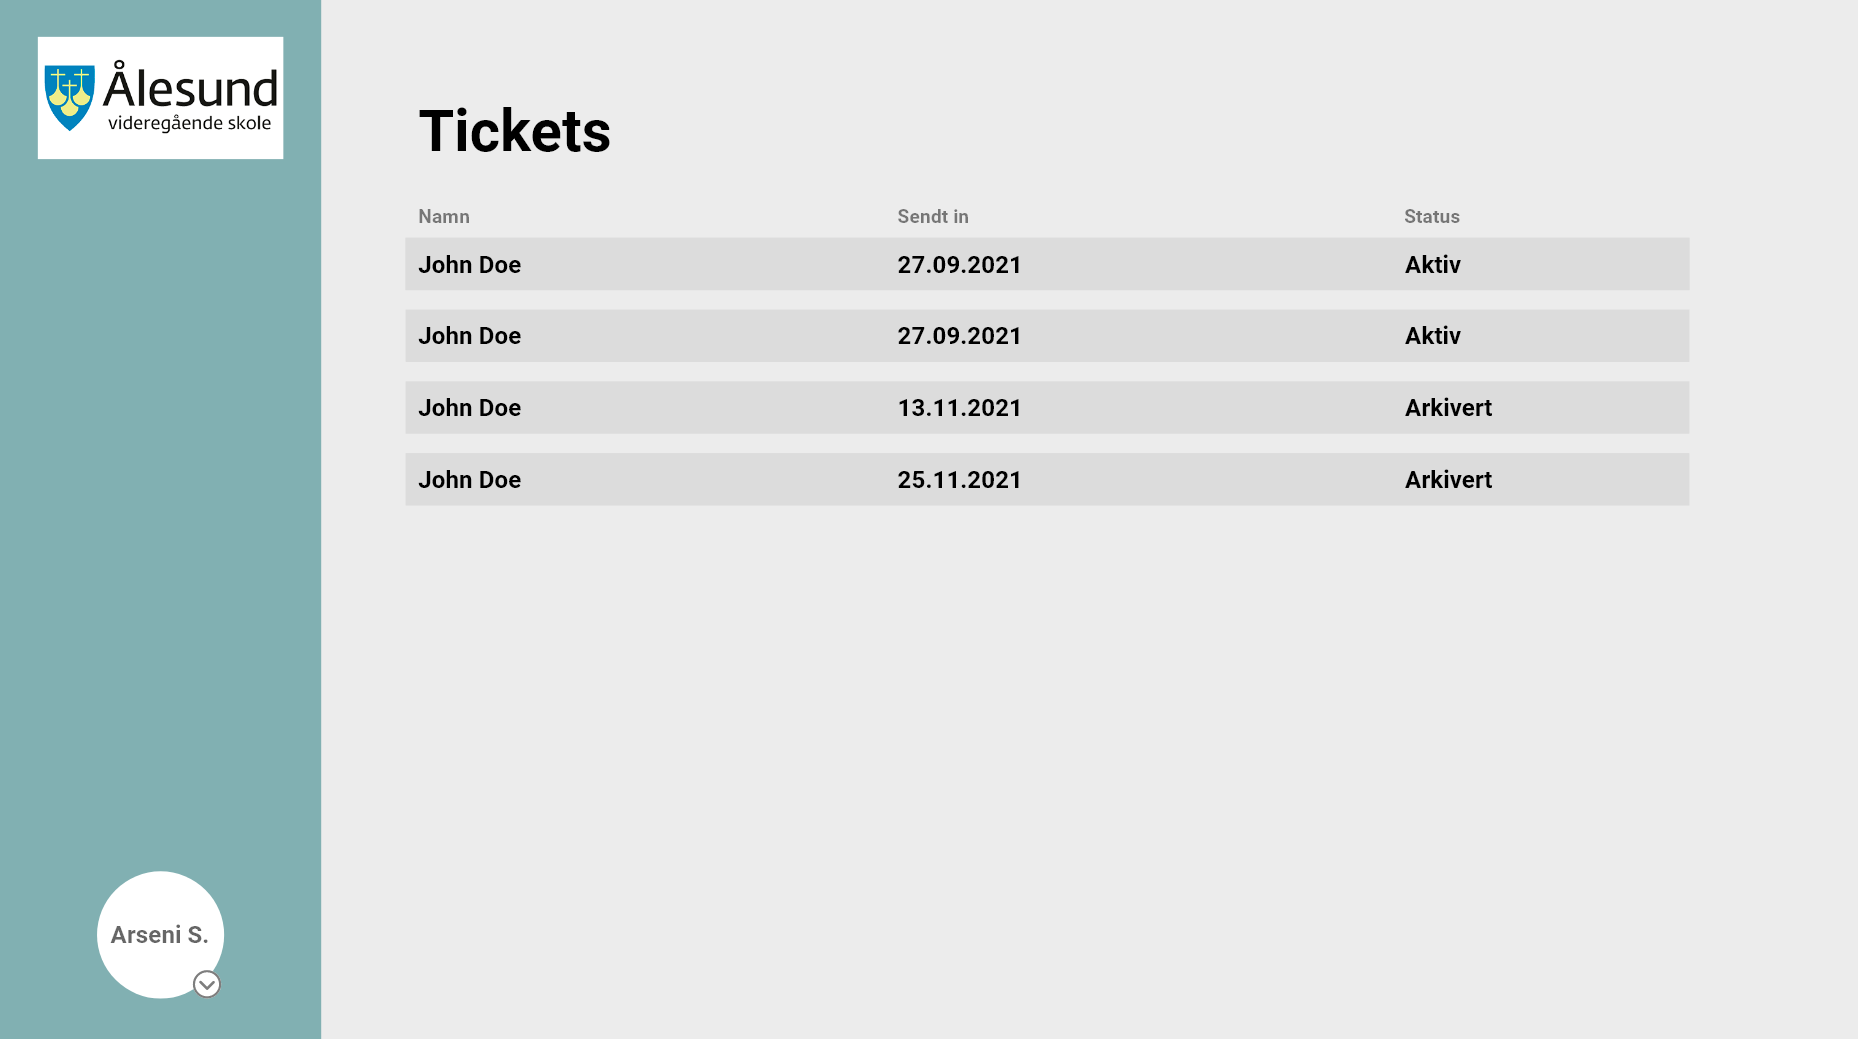 Ålesund
videregående skole
Tickets
Namn Sendt in Status
John Doe 27.09.2021 Aktiv
John Doe 27.09.2021 Aktiv
John Doe 13.11.2021 Arkivert
John Doe 25.11.2021 Arkivert
Arseni S.